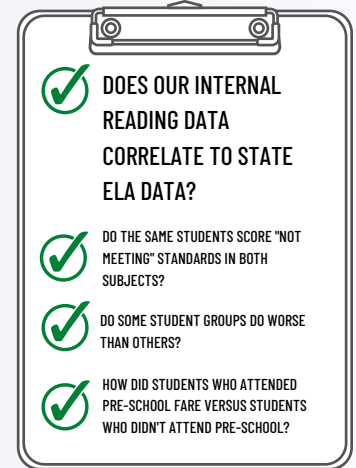 DOES OUR INTERNAL
READING DATA
CORRELATE TO STATE
ELA DATA?
DO THE SAME STUDENTS SCORE "NOT
MEETING" STANDARDS IN BOTH
SUBJECTS?
DO SOME STUDENT GROUPS DO WORSE
THAN OTHERS?
HOW DID STUDENTS WHO ATTENDED
PRE-SCHOOL FARE VERSUS STUDENTS
WHO DIDN'T ATTEND PRE-SCHOOL?